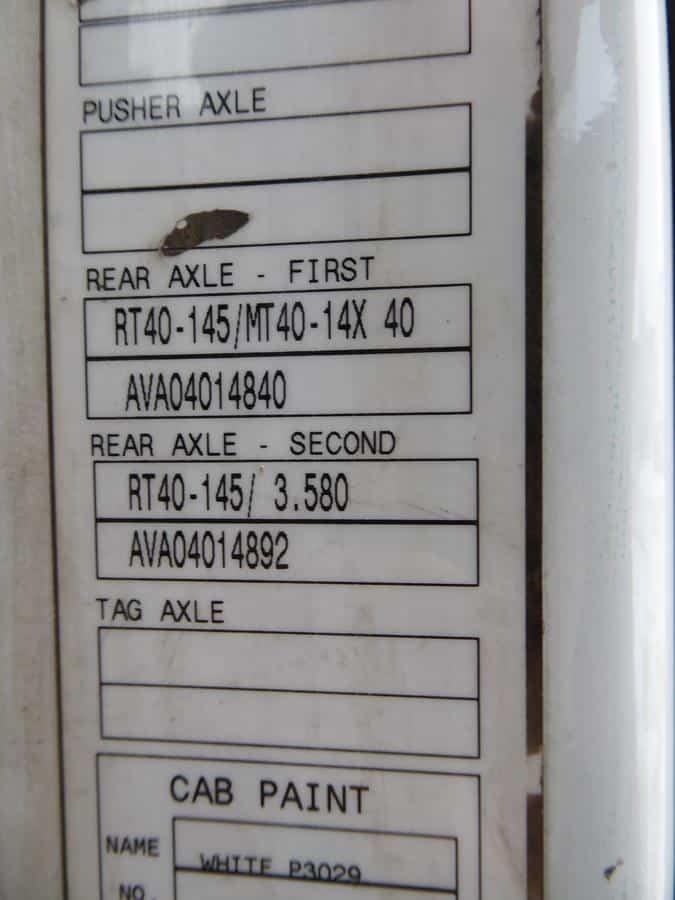 PUSHER AXLE
REAR AXLE - FIRST
RT40-145/MT40-14X 40
AVA04014840
REAR AXLE - SECOND
RT40-145/ 3.580
AVA04014892
TAG AXLE
CAB PAINT
NAME
WHITE P3029
NO.